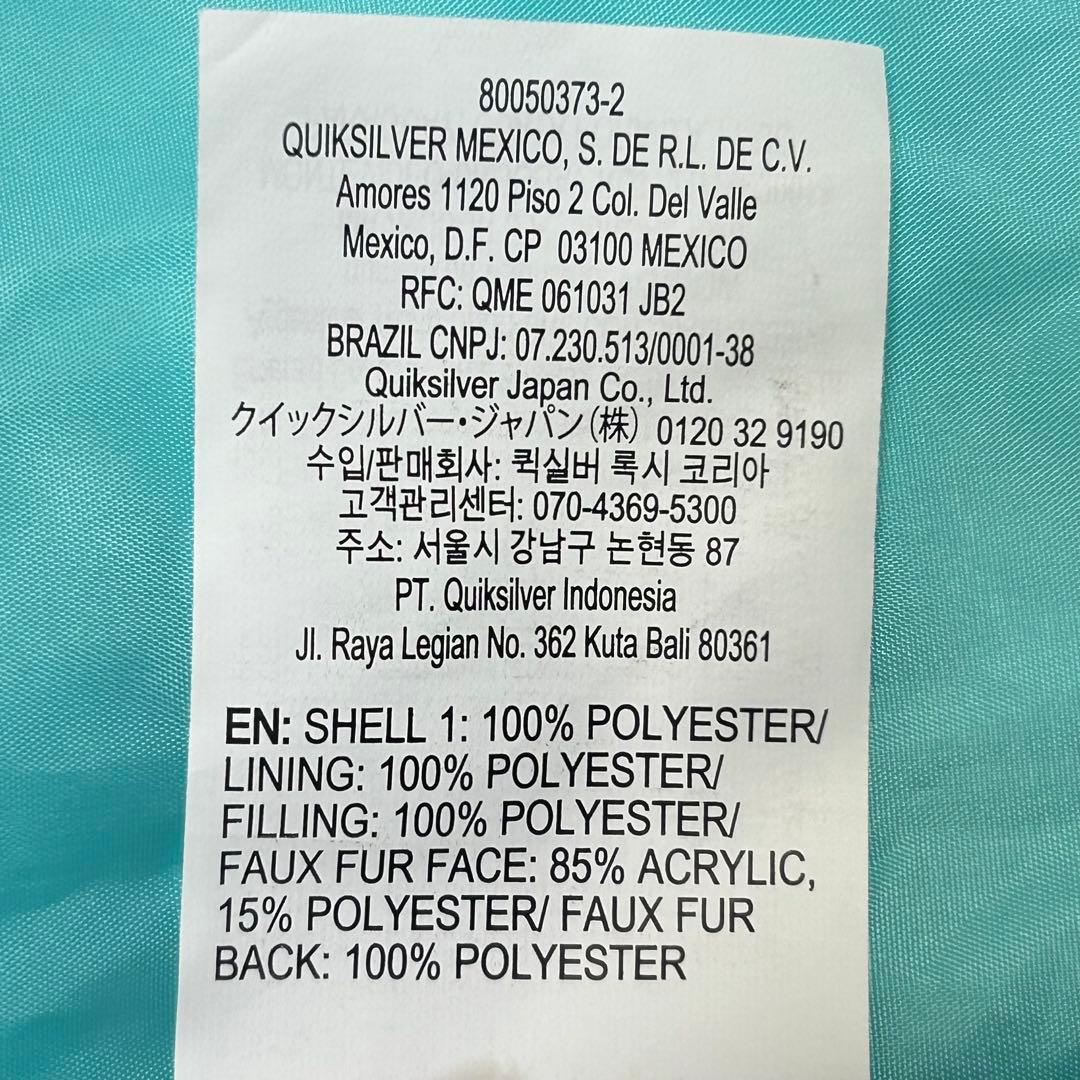 80050373-2
QUIKSILVER MEXICO, S. DE R.L. DE C.V.
Amores 1120 Piso 2 Col. Del Valle
Mexico, D.F. CP 03100 MEXICO
RFC: QME 061031 JB2
BRAZIL CNPJ: 07.230.513/0001-38
Quiksilver Japan Co., Ltd.
クイックシルバー・ジャパン(株) 0120 32 9190
수입/판매회사: 퀵실버 록시 코리아
고객관리센터: 070-4369-5300
주소: 서울시 강남구 논현동 87
PT. Quiksilver Indonesia
Jl. Raya Legian No. 362 Kuta Bali 80361
EN: SHELL 1: 100% POLYESTER/
LINING: 100% POLYESTER/
FILLING: 100% POLYESTER/
FAUX FUR FACE: 85% ACRYLIC,
15% POLYESTER/ FAUX FUR
BACK: 100% POLYESTER